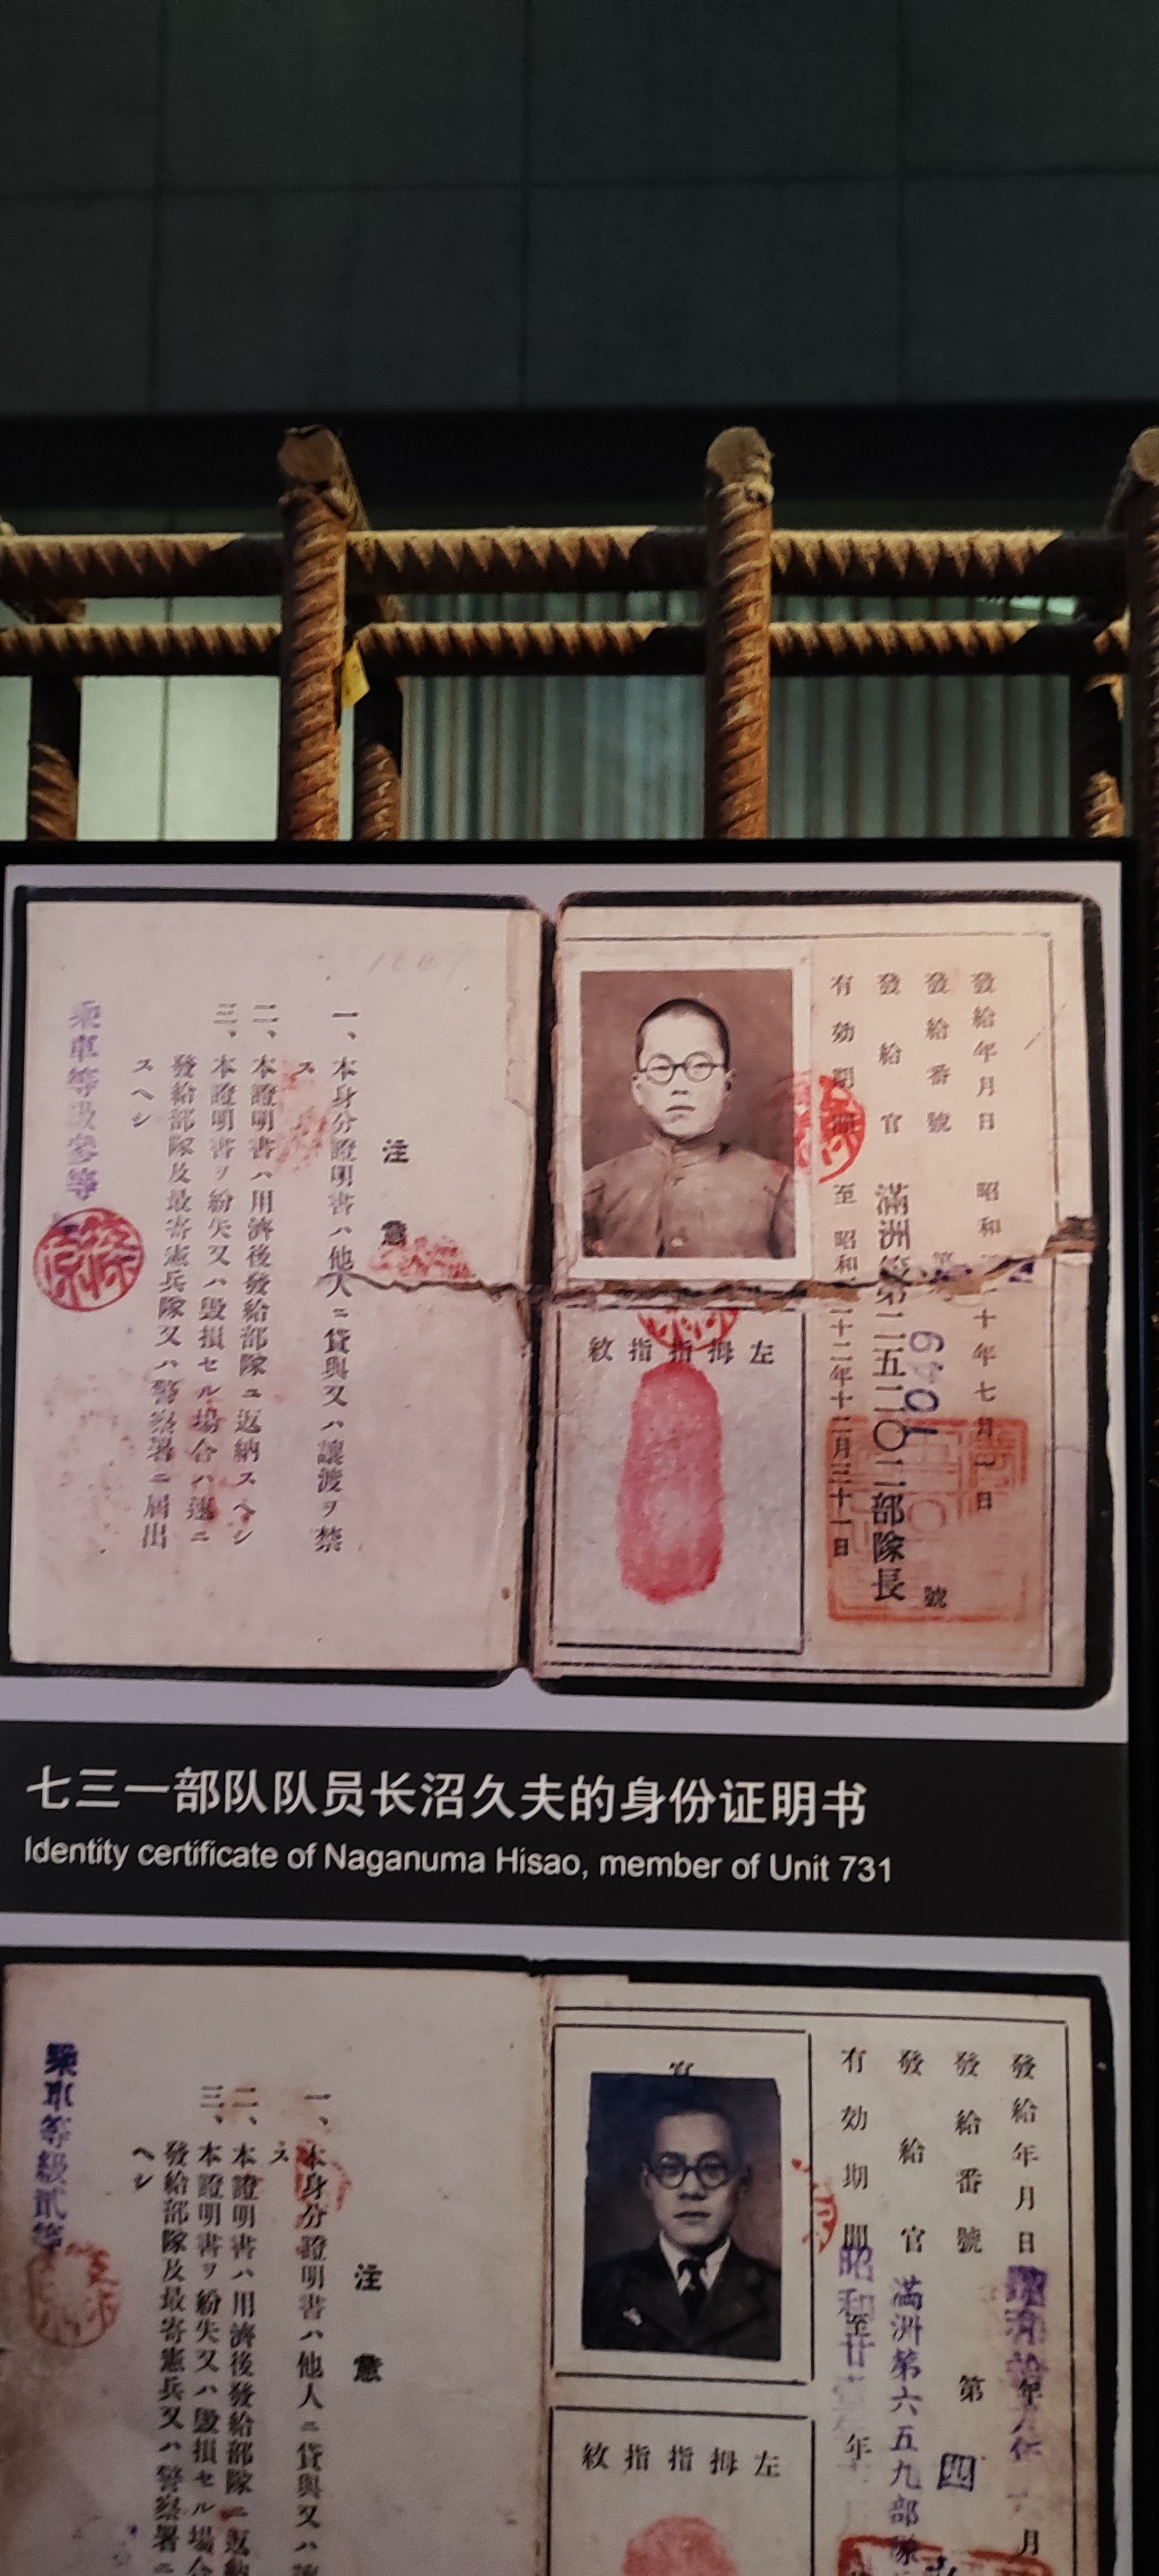 發給年月日 昭和二十年七月一日
發給番號 第 1049 號
發給官 滿洲第二五二〇二部隊長
有効期間 至昭和二十二年十二月三十一日
左拇指指紋
注意
一、本身分證明書ハ他人ニ貸與又ハ讓渡ヲ禁
ス
二、本證明書ハ用濟後發給部隊ニ返納スヘシ
三、本證明書ヲ紛失又ハ毀損セル場合ハ速ニ
發給部隊及最寄憲兵隊又ハ警察署ニ届出
スヘシ
乘車等級參等
七三一部队队员长沼久夫的身份证明书
Identity certificate of Naganuma Hisao, member of Unit 731
發給年月日 年 月
發給番號 第四
發給官 滿洲第六五九部隊
有効期間 昭和 至 年
左拇指指紋
注意
一、本身分證明書ハ他人ニ貸與又ハ
ス
二、本證明書ハ用濟後發給部隊ニ返納
三、本證明書ヲ紛失又ハ毀損セル場合
發給部隊及最寄憲兵又ハ警察署ニ
ヘシ
乘車等級貳等